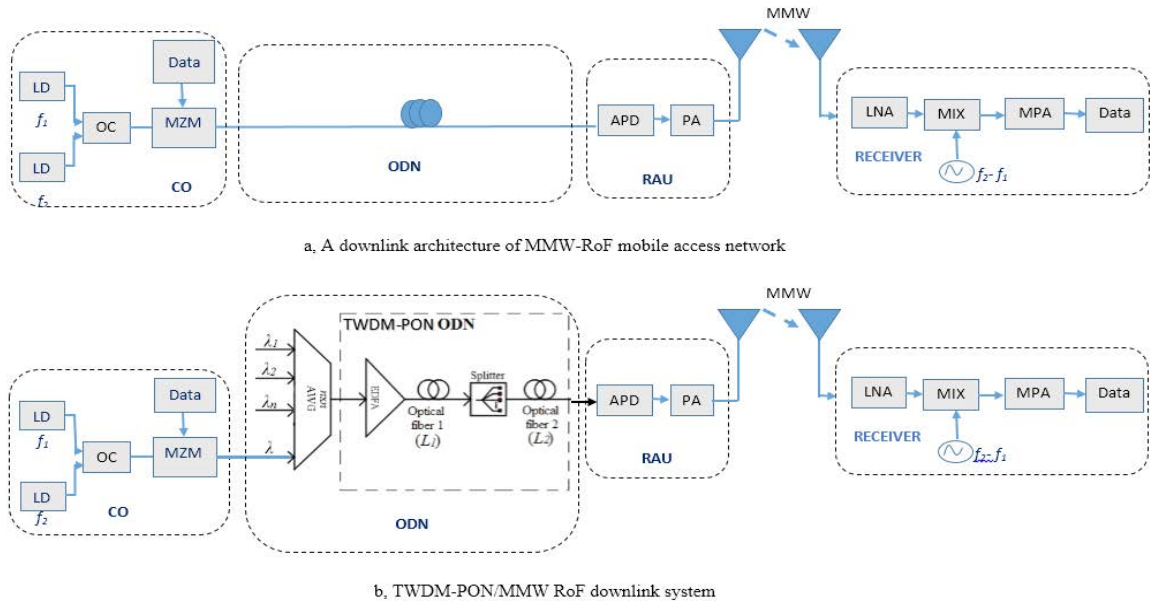 MMW
Data
LD
f1
OC
MZM
LD
CO
ODN
APD
PA
RAU
LNA
MIX
MPA
Data
RECEIVER
f2- f1
a, A downlink architecture of MMW-RoF mobile access network
MMW
TWDM-PON ODN
λ1
λ2
λn
λ
AWG
EDFA
Optical
fiber 1
(L1)
Splitter
Optical
fiber 2
(L2)
Data
LD
f1
OC
MZM
LD
f2
CO
ODN
APD
PA
RAU
LNA
MIX
MPA
Data
RECEIVER
f2- f1
b, TWDM-PON/MMW RoF downlink system